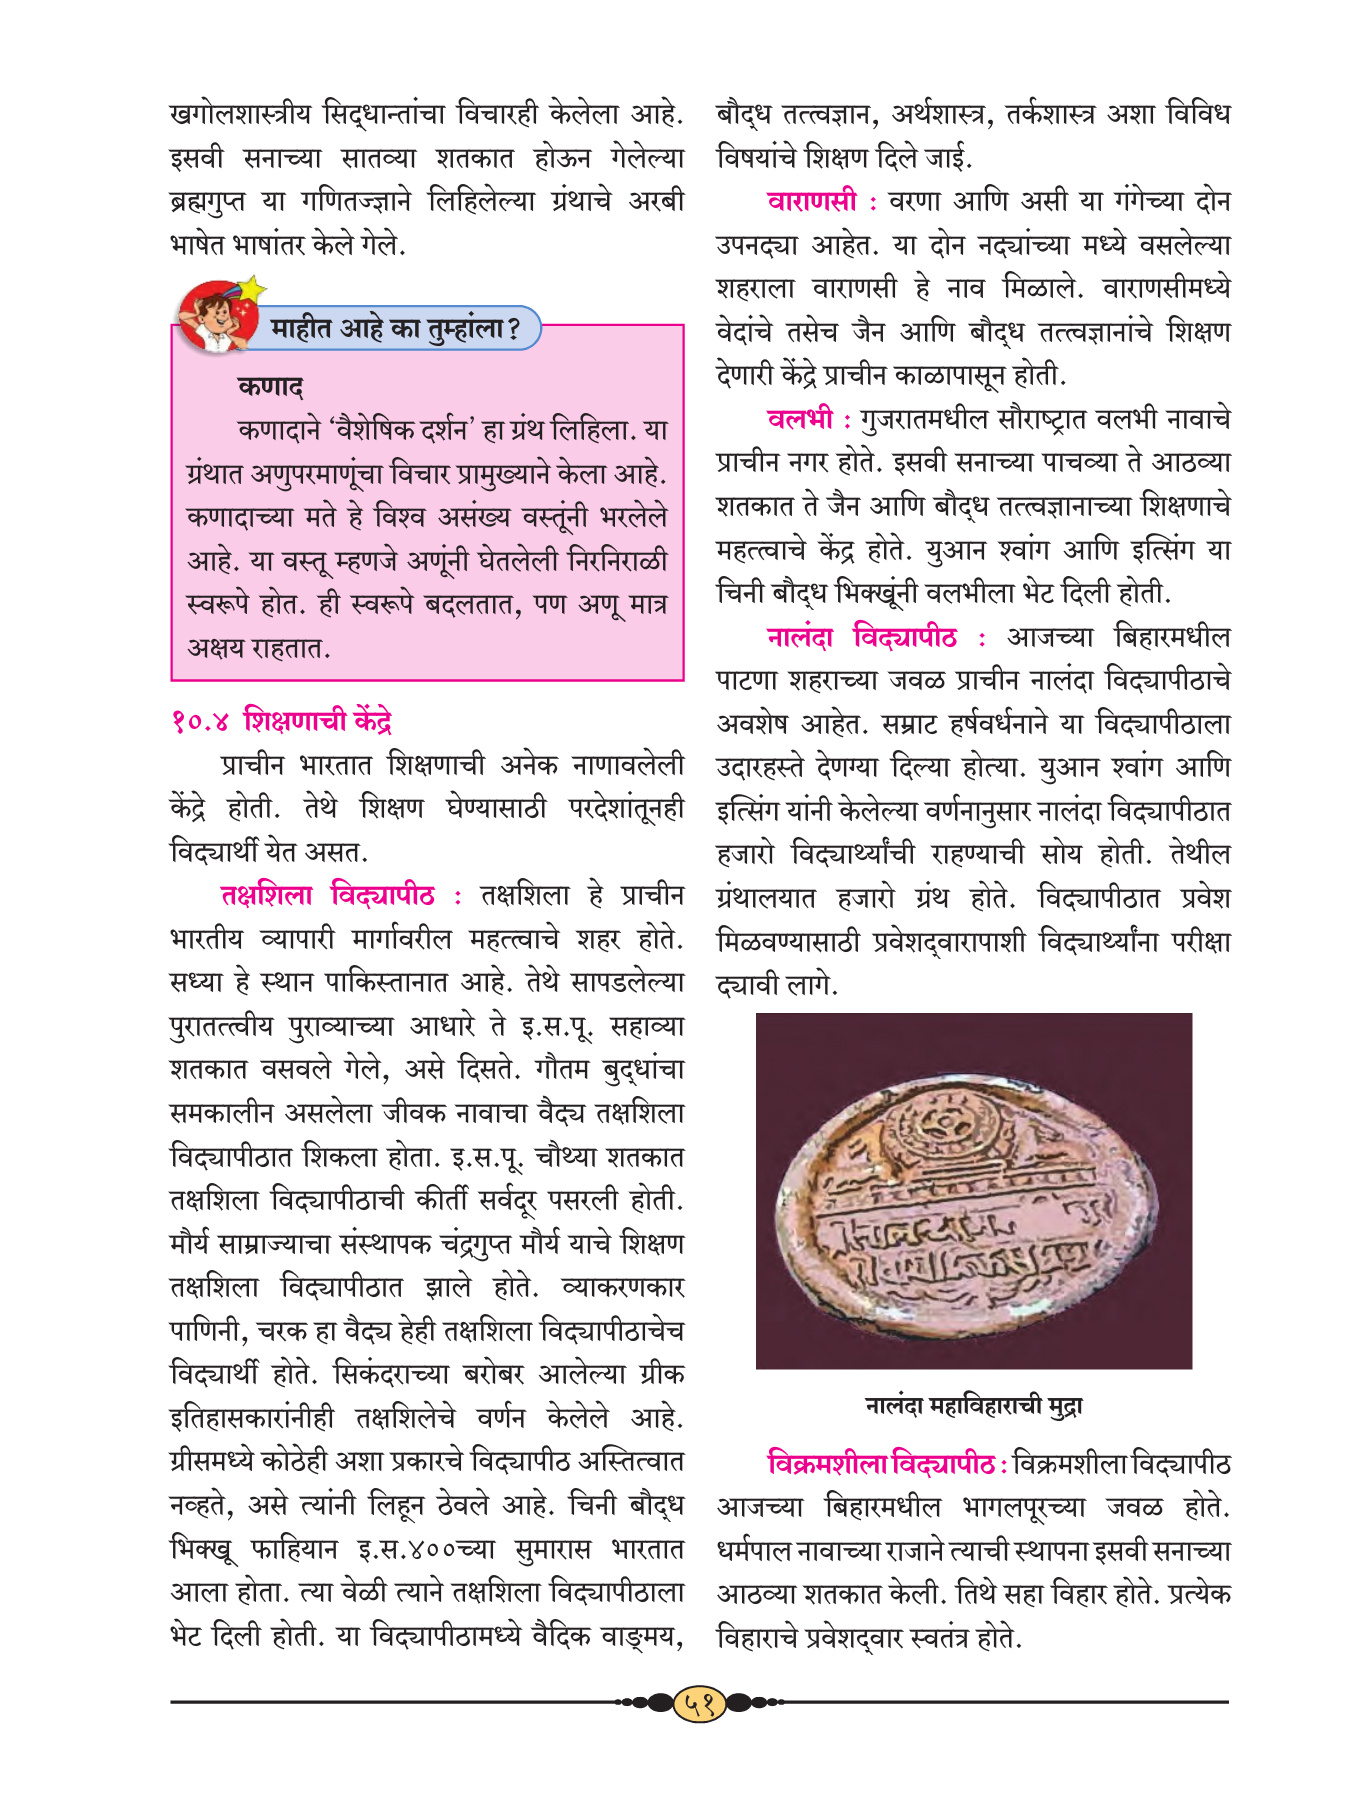 खगोलशास्त्रीय सिद्धान्तांचा विचारही केलेला आहे.
इसवी सनाच्या सातव्या शतकात होऊन गेलेल्या
ब्रह्मगुप्त या गणितज्ज्ञाने लिहिलेल्या ग्रंथाचे अरबी
भाषेत भाषांतर केले गेले.
माहीत आहे का तुम्हांला?
कणाद
कणादाने ‘वैशेषिक दर्शन’ हा ग्रंथ लिहिला. या
ग्रंथात अणुपरमाणूंचा विचार प्रामुख्याने केला आहे.
कणादाच्या मते हे विश्व असंख्य वस्तूंनी भरलेले
आहे. या वस्तू म्हणजे अणूंनी घेतलेली निरनिराळी
स्वरूपे होत. ही स्वरूपे बदलतात, पण अणू मात्र
अक्षय राहतात.
१०.४ शिक्षणाची केंद्रे
प्राचीन भारतात शिक्षणाची अनेक नाणावलेली
केंद्रे होती. तेथे शिक्षण घेण्यासाठी परदेशांतूनही
विद्यार्थी येत असत.
तक्षशिला विद्यापीठ : तक्षशिला हे प्राचीन
भारतीय व्यापारी मार्गावरील महत्त्वाचे शहर होते.
सध्या हे स्थान पाकिस्तानात आहे. तेथे सापडलेल्या
पुरातत्त्वीय पुराव्याच्या आधारे ते इ.स.पू. सहाव्या
शतकात वसवले गेले, असे दिसते. गौतम बुद्धांचा
समकालीन असलेला जीवक नावाचा वैद्य तक्षशिला
विद्यापीठात शिकला होता. इ.स.पू. चौथ्या शतकात
तक्षशिला विद्यापीठाची कीर्ती सर्वदूर पसरली होती.
मौर्य साम्राज्याचा संस्थापक चंद्रगुप्त मौर्य याचे शिक्षण
तक्षशिला विद्यापीठात झाले होते. व्याकरणकार
पाणिनी, चरक हा वैद्य हेही तक्षशिला विद्यापीठाचेच
विद्यार्थी होते. सिकंदराच्या बरोबर आलेल्या ग्रीक
इतिहासकारांनीही तक्षशिलेचे वर्णन केलेले आहे.
ग्रीसमध्ये कोठेही अशा प्रकारचे विद्यापीठ अस्तित्वात
नव्हते, असे त्यांनी लिहून ठेवले आहे. चिनी बौद्ध
भिक्खू फाहियान इ.स.४००च्या सुमारास भारतात
आला होता. त्या वेळी त्याने तक्षशिला विद्यापीठाला
भेट दिली होती. या विद्यापीठामध्ये वैदिक वाङ्मय,
बौद्ध तत्त्वज्ञान, अर्थशास्त्र, तर्कशास्त्र अशा विविध
विषयांचे शिक्षण दिले जाई.
वाराणसी : वरणा आणि असी या गंगेच्या दोन
उपनद्या आहेत. या दोन नद्यांच्या मध्ये वसलेल्या
शहराला वाराणसी हे नाव मिळाले. वाराणसीमध्ये
वेदांचे तसेच जैन आणि बौद्ध तत्त्वज्ञानांचे शिक्षण
देणारी केंद्रे प्राचीन काळापासून होती.
वलभी : गुजरातमधील सौराष्ट्रात वलभी नावाचे
प्राचीन नगर होते. इसवी सनाच्या पाचव्या ते आठव्या
शतकात ते जैन आणि बौद्ध तत्त्वज्ञानाच्या शिक्षणाचे
महत्त्वाचे केंद्र होते. युआन श्वांग आणि इत्सिंग या
चिनी बौद्ध भिक्खूंनी वलभीला भेट दिली होती.
नालंदा विद्यापीठ : आजच्या बिहारमधील
पाटणा शहराच्या जवळ प्राचीन नालंदा विद्यापीठाचे
अवशेष आहेत. सम्राट हर्षवर्धनाने या विद्यापीठाला
उदारहस्ते देणग्या दिल्या होत्या. युआन श्वांग आणि
इत्सिंग यांनी केलेल्या वर्णनानुसार नालंदा विद्यापीठात
हजारो विद्यार्थ्यांची राहण्याची सोय होती. तेथील
ग्रंथालयात हजारो ग्रंथ होते. विद्यापीठात प्रवेश
मिळवण्यासाठी प्रवेशद्वारापाशी विद्यार्थ्यांना परीक्षा
द्यावी लागे.
नालंदा महाविहाराची मुद्रा
विक्रमशीला विद्यापीठ : विक्रमशीला विद्यापीठ
आजच्या बिहारमधील भागलपूरच्या जवळ होते.
धर्मपाल नावाच्या राजाने त्याची स्थापना इसवी सनाच्या
आठव्या शतकात केली. तिथे सहा विहार होते. प्रत्येक
विहाराचे प्रवेशद्वार स्वतंत्र होते.
५१